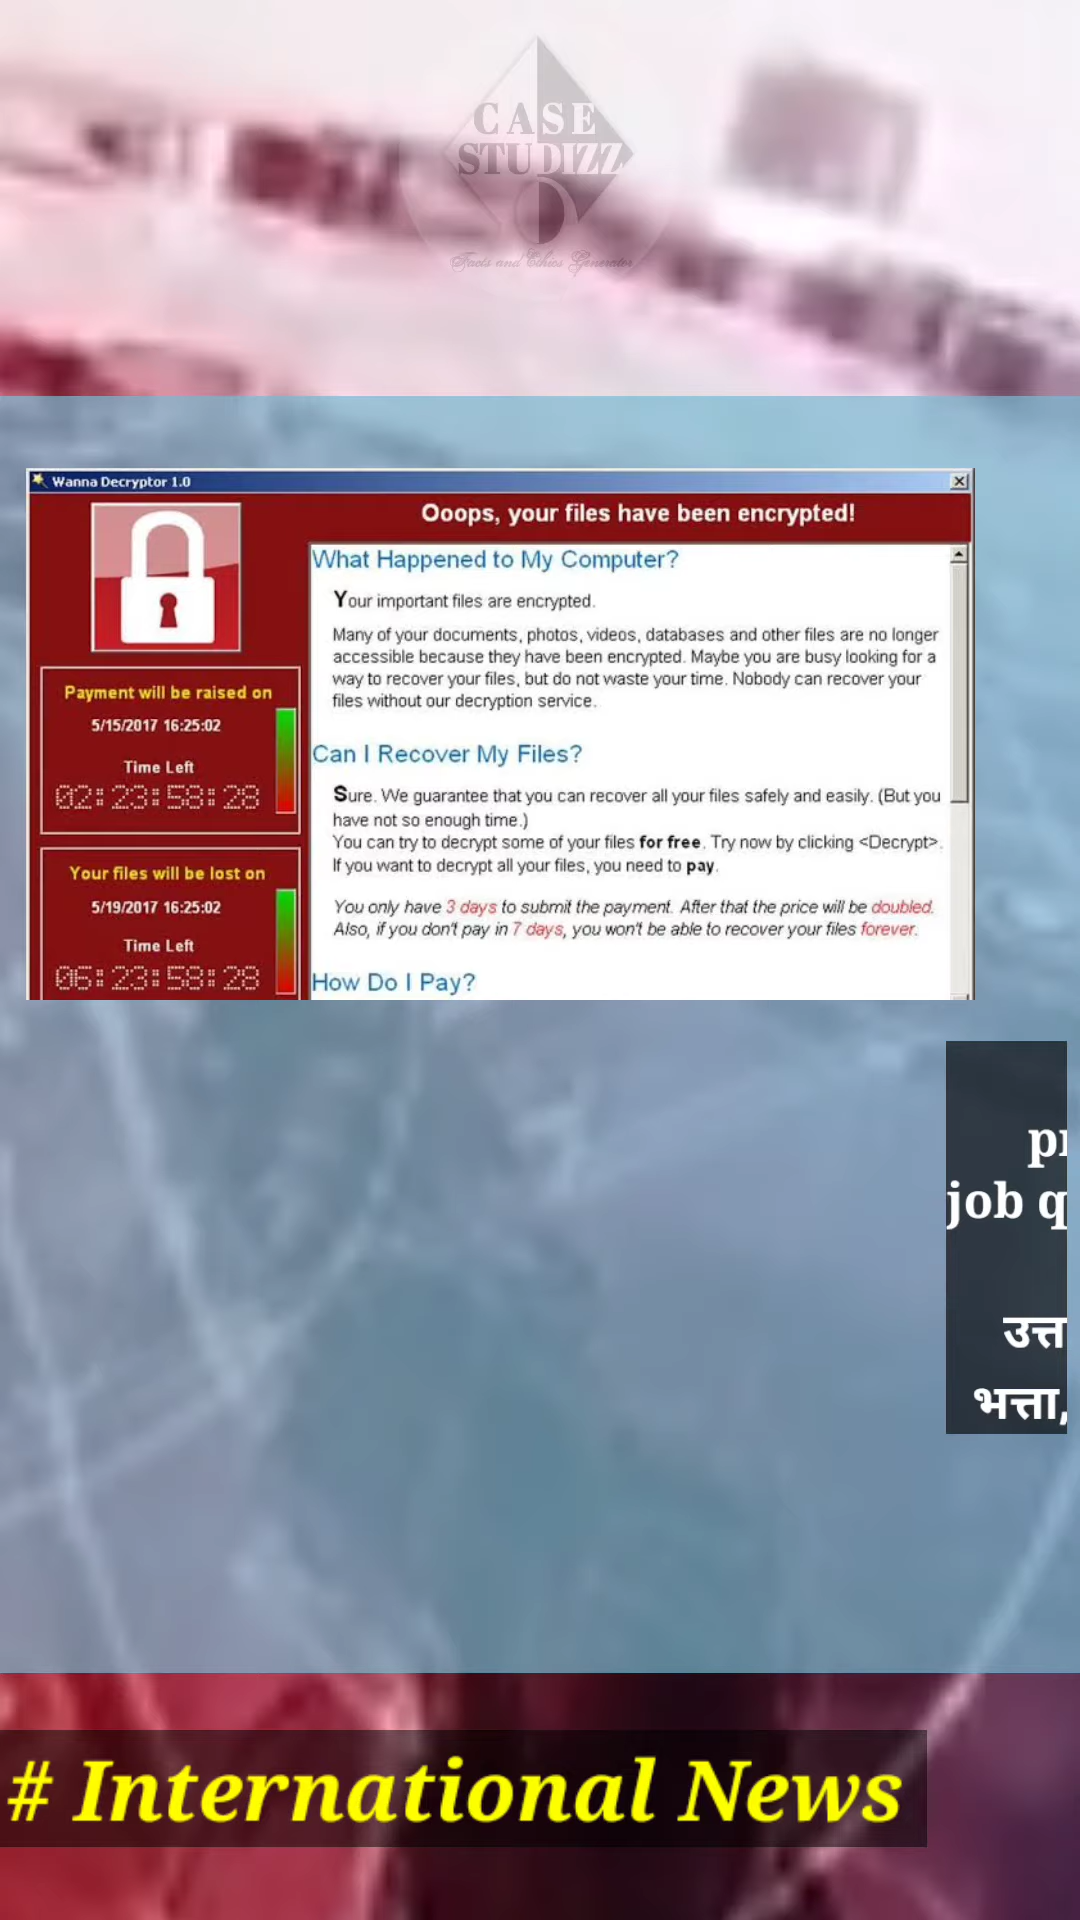 CASE
STUDIZZ
Facts and Ethics Generator
Wanna Decryptor 1.0
Ooops, your files have been encrypted!
What Happened to My Computer?
Your important files are encrypted.
Many of your documents, photos, videos, databases and other files are no longer
accessible because they have been encrypted. Maybe you are busy looking for a
way to recover your files, but do not waste your time. Nobody can recover your
files without our decryption service.
Can I Recover My Files?
Sure. We guarantee that you can recover all your files safely and easily. (But you
have not so enough time.)
You can try to decrypt some of your files for free. Try now by clicking <Decrypt>.
If you want to decrypt all your files, you need to pay.
You only have 3 days to submit the payment. After that the price will be doubled.
Also, if you don't pay in 7 days, you won't be able to recover your files forever.
How Do I Pay?
Payment will be raised on
5/15/2017 16:25:02
Time Left
02:23:58:28
Your files will be lost on
5/19/2017 16:25:02
Time Left
06:23:58:28
job
भत्ता,
# International News